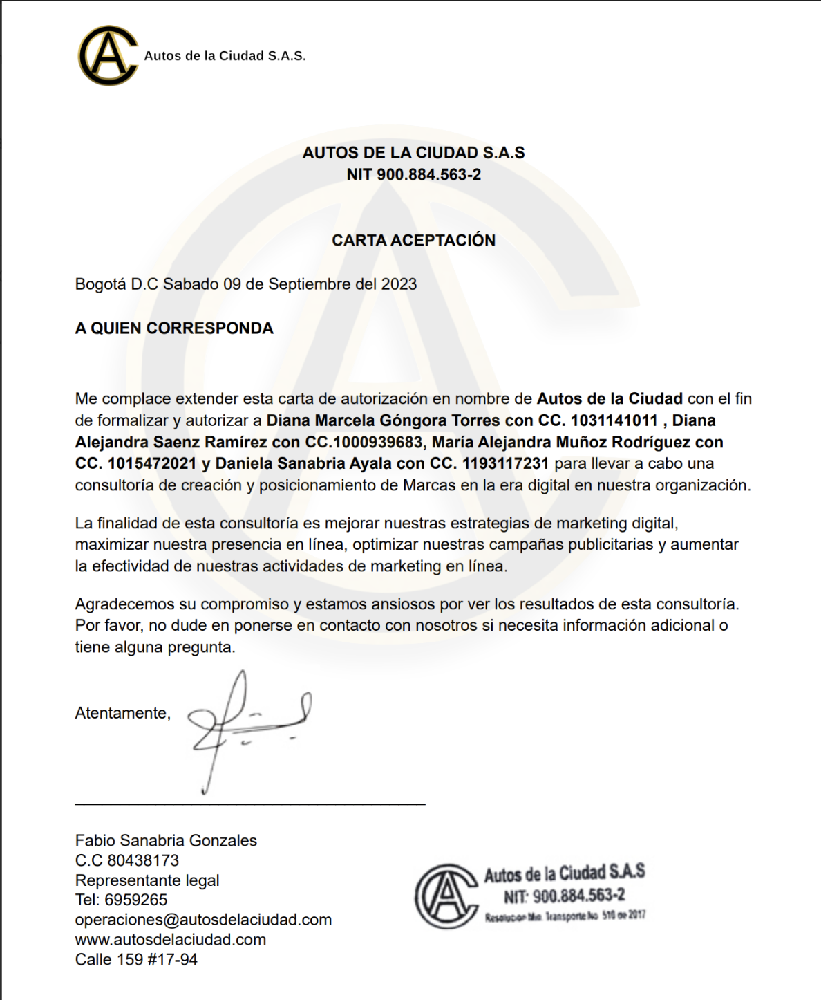 Autos de la Ciudad S.A.S.
AUTOS DE LA CIUDAD S.A.S
NIT 900.884.563-2
CARTA ACEPTACIÓN
Bogotá D.C Sabado 09 de Septiembre del 2023
A QUIEN CORRESPONDA
Me complace extender esta carta de autorización en nombre de Autos de la Ciudad con el fin
de formalizar y autorizar a Diana Marcela Góngora Torres con CC. 1031141011 , Diana
Alejandra Saenz Ramírez con CC.1000939683, María Alejandra Muñoz Rodríguez con
CC. 1015472021 y Daniela Sanabria Ayala con CC. 1193117231 para llevar a cabo una
consultoría de creación y posicionamiento de Marcas en la era digital en nuestra organización.
La finalidad de esta consultoría es mejorar nuestras estrategias de marketing digital,
maximizar nuestra presencia en línea, optimizar nuestras campañas publicitarias y aumentar
la efectividad de nuestras actividades de marketing en línea.
Agradecemos su compromiso y estamos ansiosos por ver los resultados de esta consultoría.
Por favor, no dude en ponerse en contacto con nosotros si necesita información adicional o
tiene alguna pregunta.
Atentamente,
Fabio Sanabria Gonzales
C.C 80438173
Representante legal
Tel: 6959265
operaciones@autosdelaciudad.com
www.autosdelaciudad.com
Calle 159 #17-94
Autos de la Ciudad S.A.S
NIT: 900.884.563-2
Resolucion Transporte No 2017